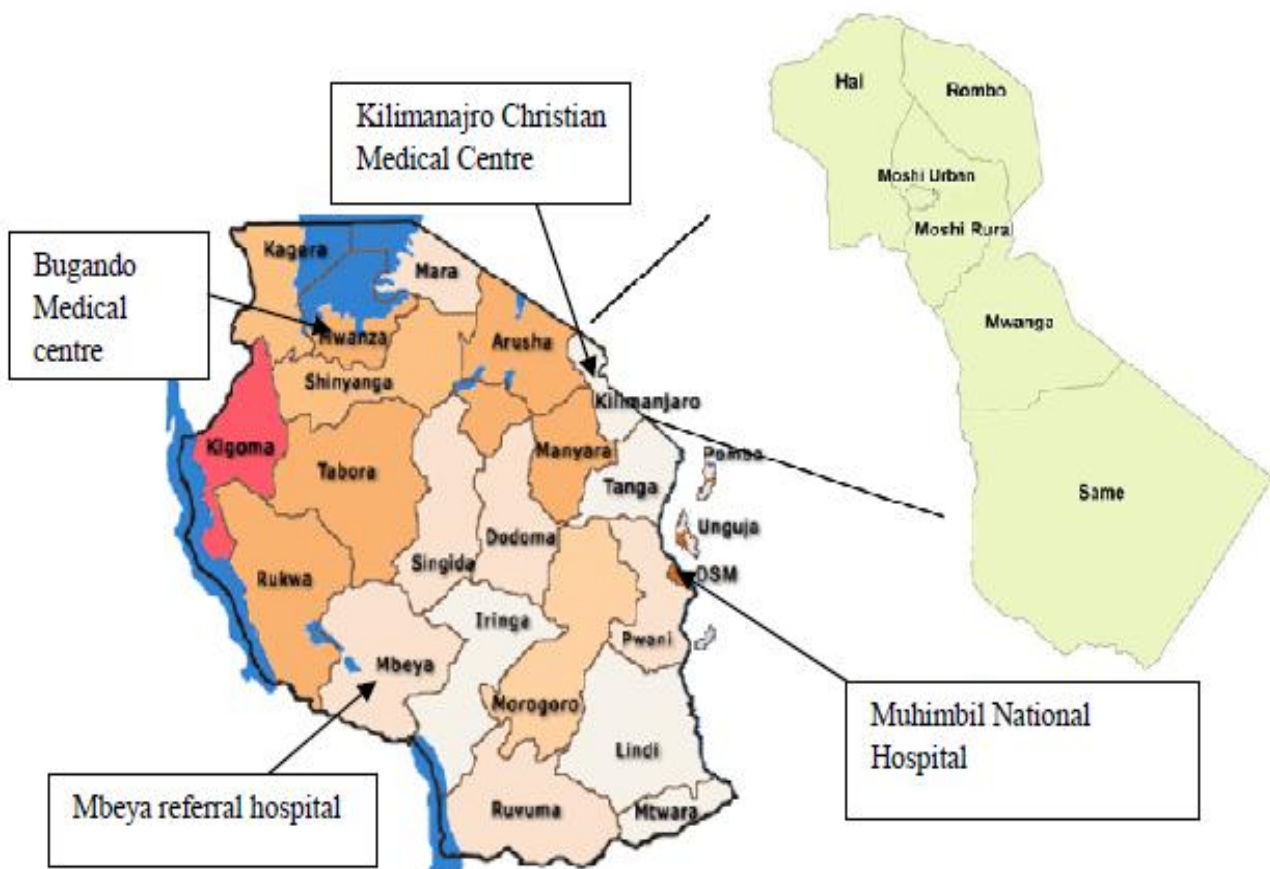 Hai
Rombo
Kilimanajro Christian
Medical Centre
Moshi Urban
Moshi Rural
Bugando
Medical
centre
Kagera
Mara
Mwanza
Arusha
Mwanga
Shinyanga
Kilimanjaro
Kigoma
Tabora
Manyara
Pemba
Tanga
Same
Unguja
Dodoma
Singida
Rukwa
DSM
Iringa
Pwani
Mbeya
Morogoro
Muhimbil National
Hospital
Lindi
Mbeya referral hospital
Ruvuma
Mtwara